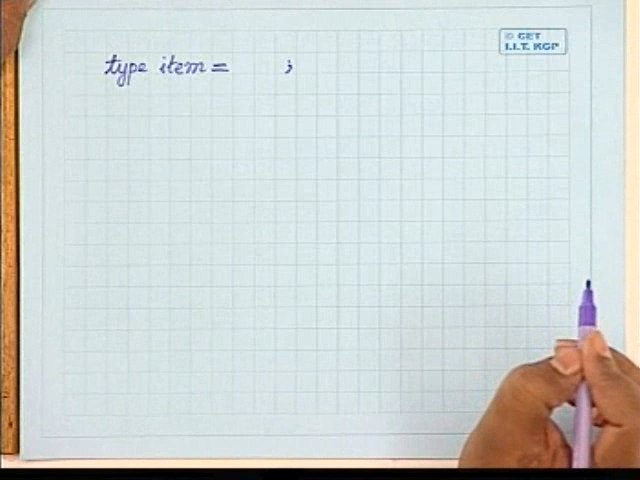 © CET
I.I.T. KGP
type item =      ;